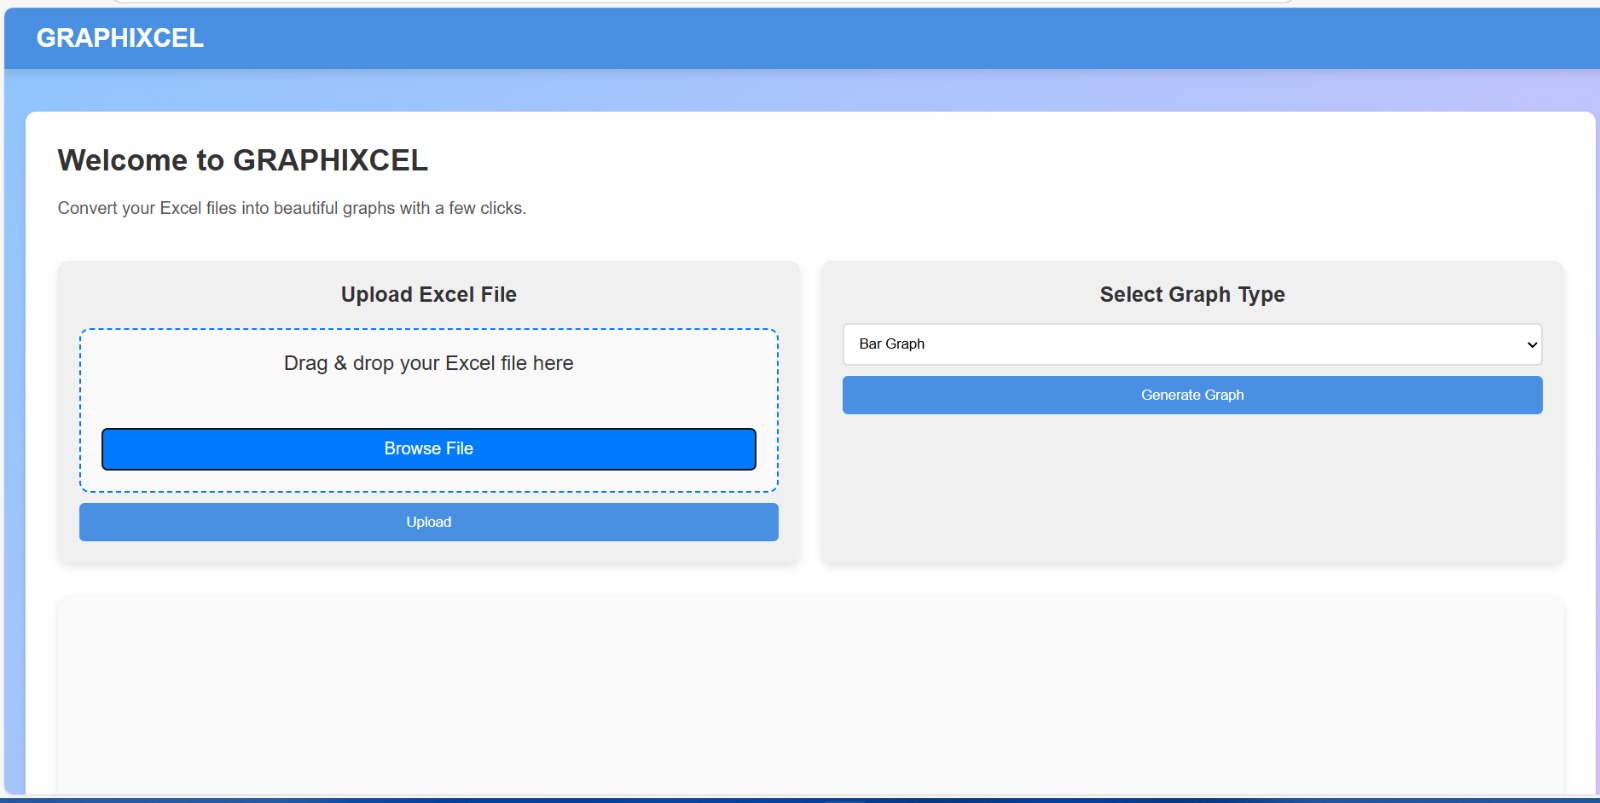 GRAPHIXCEL
Welcome to GRAPHIXCEL
Convert your Excel files into beautiful graphs with a few clicks.
Upload Excel File
Drag & drop your Excel file here
Browse File
Upload
Select Graph Type
Bar Graph
Generate Graph